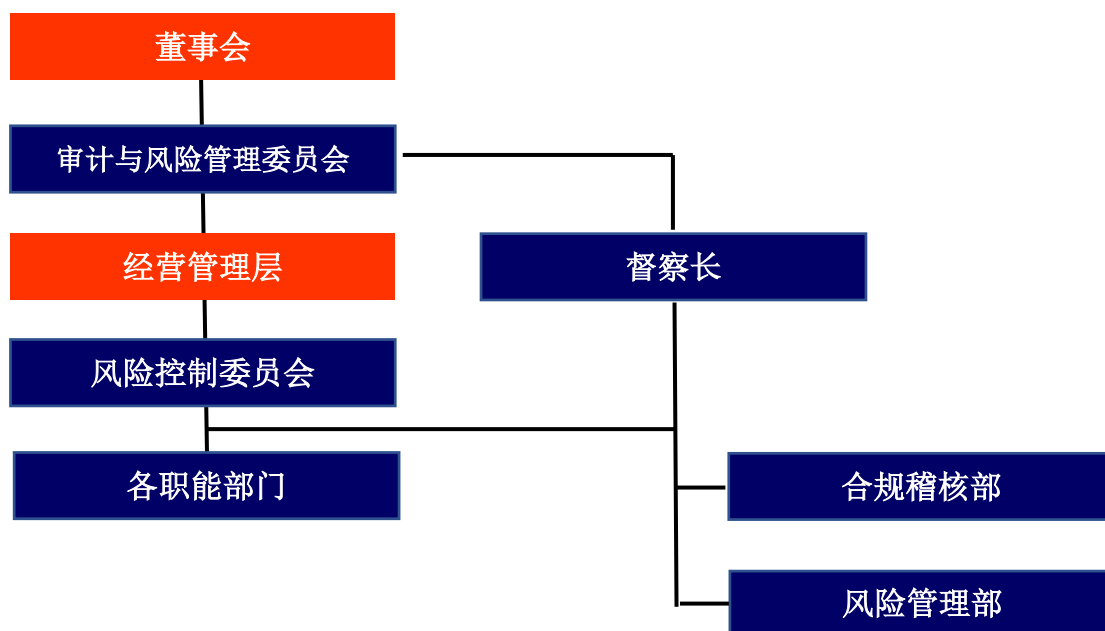 董事会
审计与风险管理委员会
经营管理层
督察长
风险控制委员会
各职能部门
合规稽核部
风险管理部